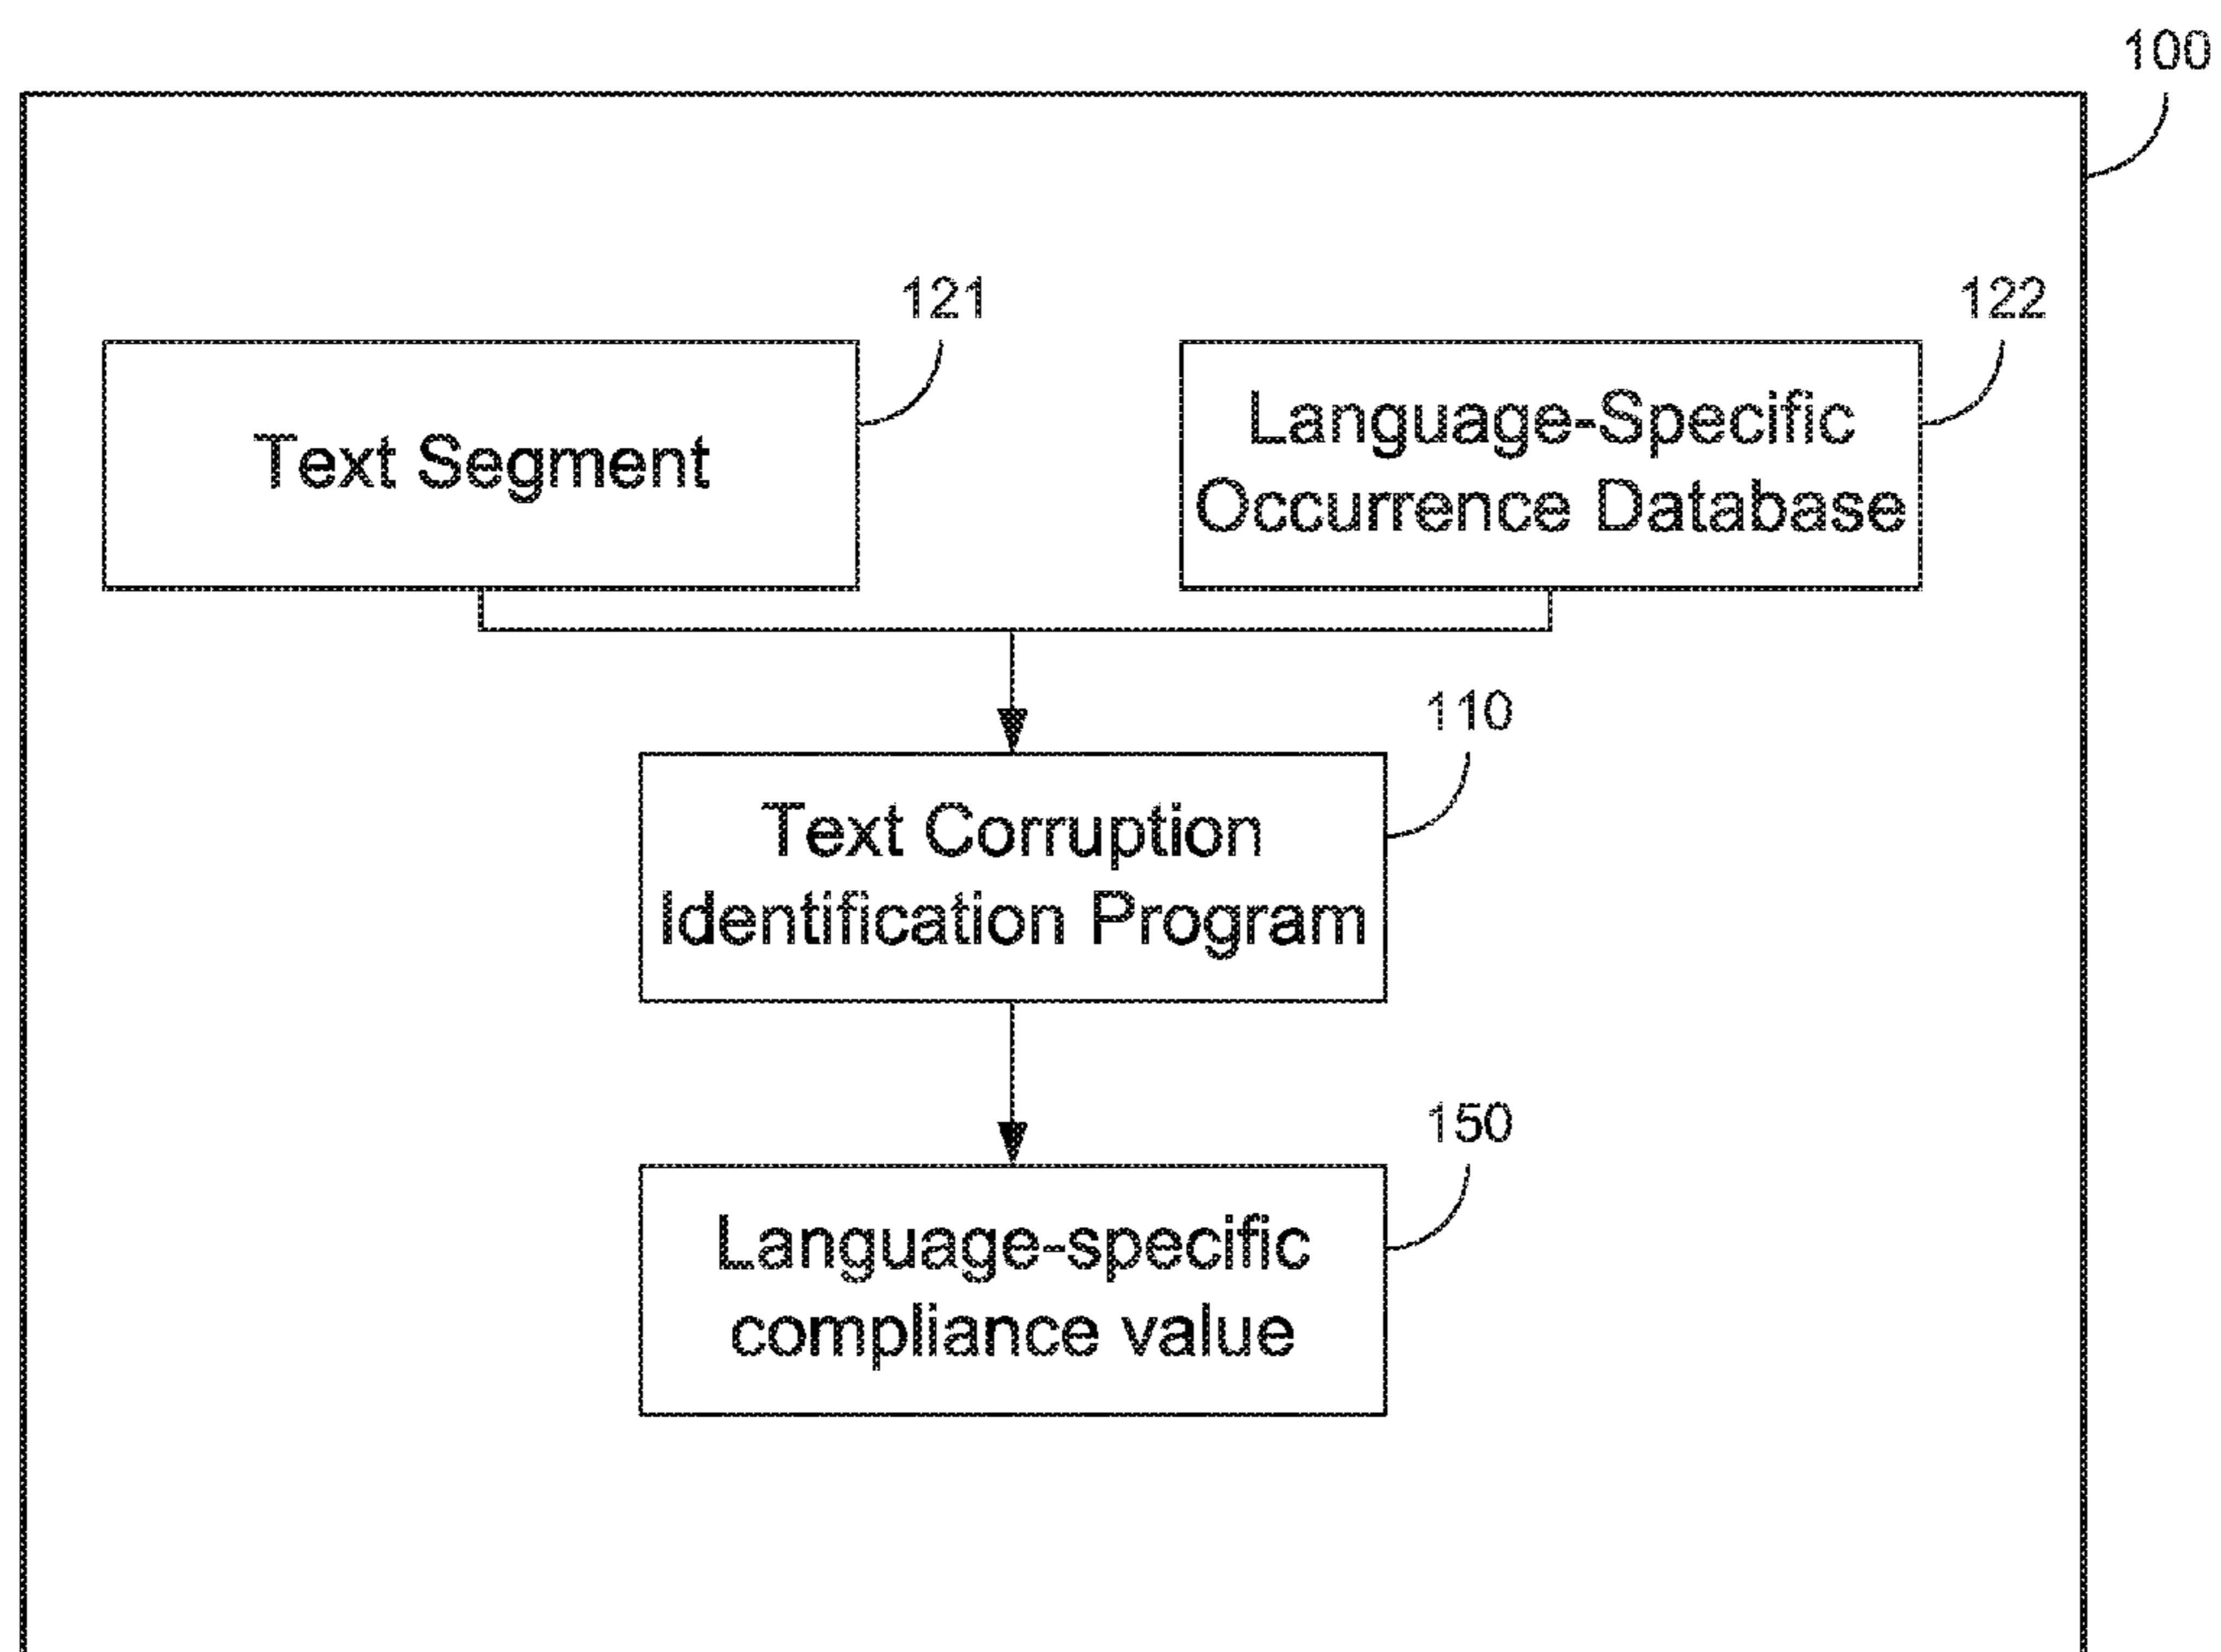 100
121
122
Text Segment
Language-Specific
Occurrence Database
110
Text Corruption
Identification Program
150
Language-specific
compliance value